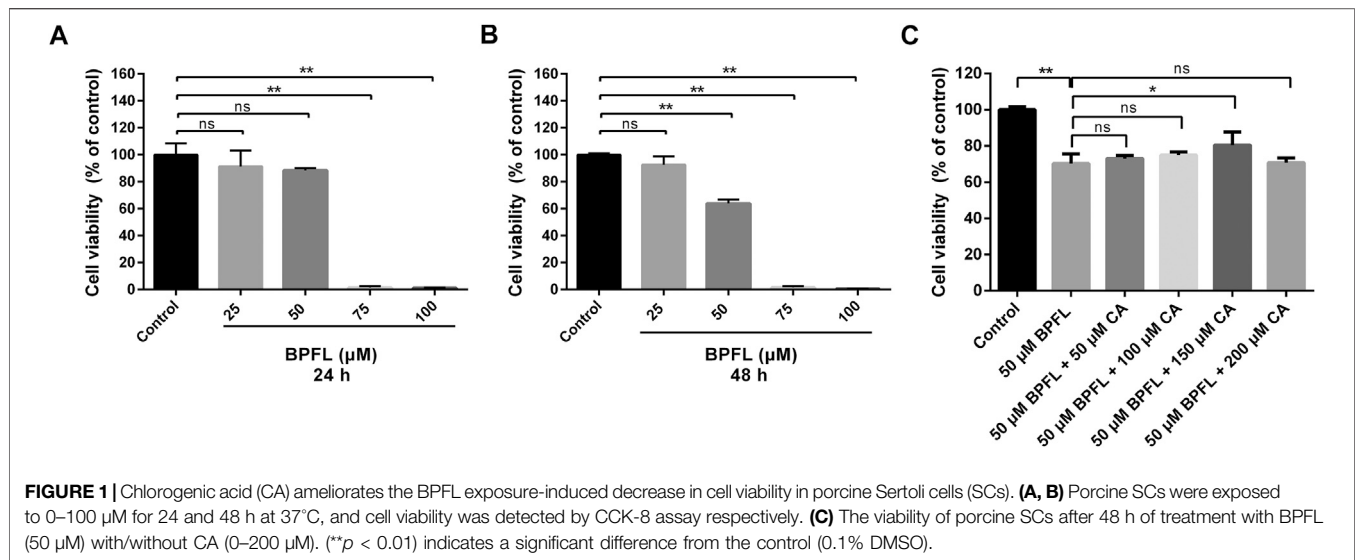 A
160
140
120
100
80
60
40
20
0
Cell viability (% of control)
**
**
ns
ns
Control
25
50
75
100
BPFL (µM)
24 h
B
160
140
120
100
80
60
40
20
0
Cell viability (% of control)
**
**
**
ns
Control
25
50
75
100
BPFL (µM)
48 h
C
120
100
80
60
40
20
0
Cell viability (% of control)
**
ns
*
ns
ns
Control
50 µM BPFL
50 µM BPFL + 50 µM CA
50 µM BPFL + 100 µM CA
50 µM BPFL + 150 µM CA
50 µM BPFL + 200 µM CA
FIGURE 1 | Chlorogenic acid (CA) ameliorates the BPFL exposure-induced decrease in cell viability in porcine Sertoli cells (SCs). (A, B) Porcine SCs were exposed
to 0–100 µM for 24 and 48 h at 37°C, and cell viability was detected by CCK-8 assay respectively. (C) The viability of porcine SCs after 48 h of treatment with BPFL
(50 µM) with/without CA (0–200 µM). (**p < 0.01) indicates a significant difference from the control (0.1% DMSO).